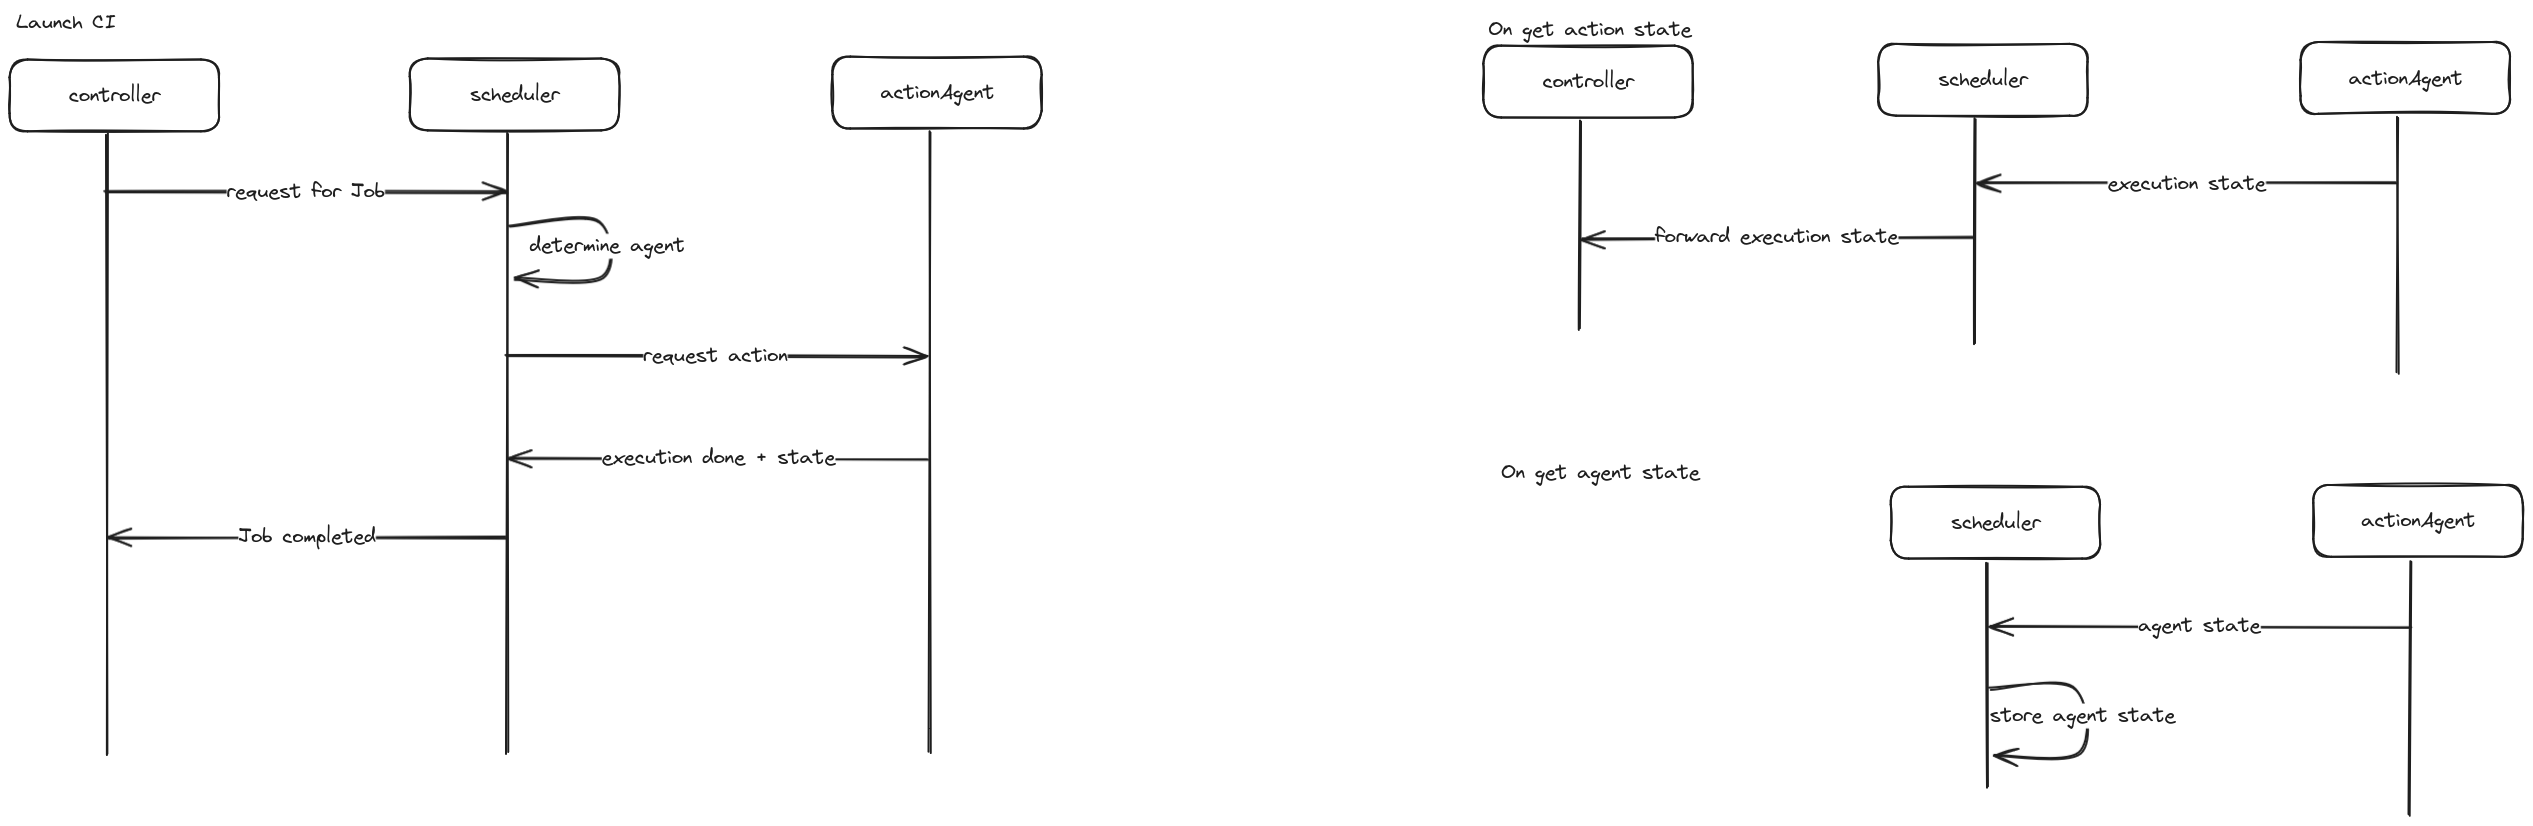 Launch CI
controller
scheduler
actionAgent
request for Job
determine agent
request action
execution done + state
Job completed
On get action state
controller
scheduler
actionAgent
execution state
forward execution state
On get agent state
scheduler
actionAgent
agent state
store agent state